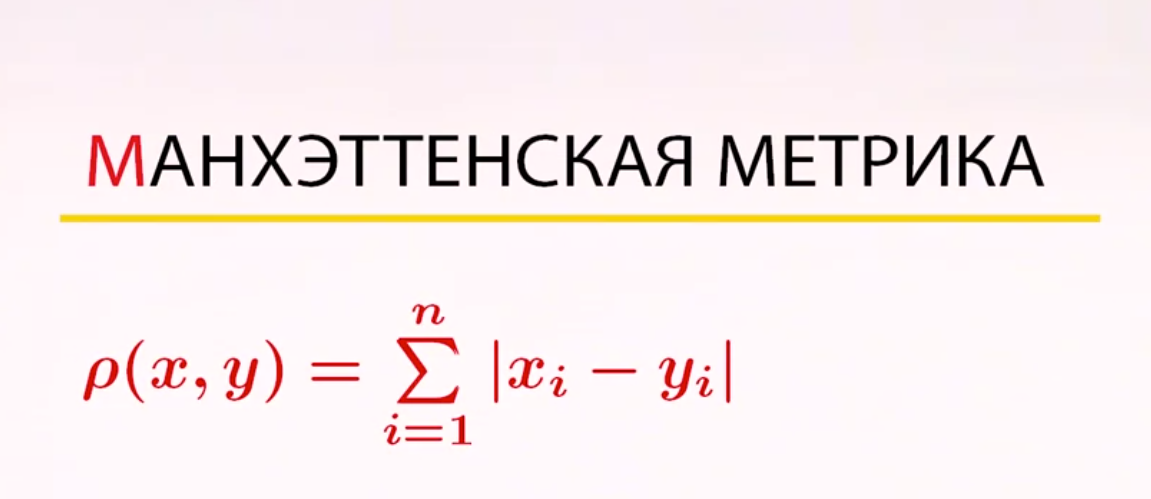 МАНХЭТТЕНСКАЯ МЕТРИКА
ρ(x, y) = ∑_{i=1}^{n} |x_i − y_i|